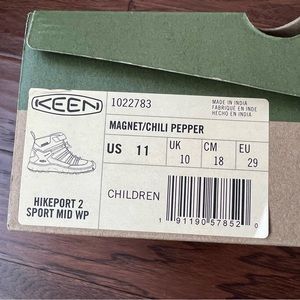 KEEN
1022783
MADE IN INDIA
FABRIQUÉ EN INDE
HECHO EN INDIA
MAGNET/CHILI PEPPER
US 11
UK 10
CM 18
EU 29
HIKEPORT 2
SPORT MID WP
CHILDREN
1 91190 57852 0